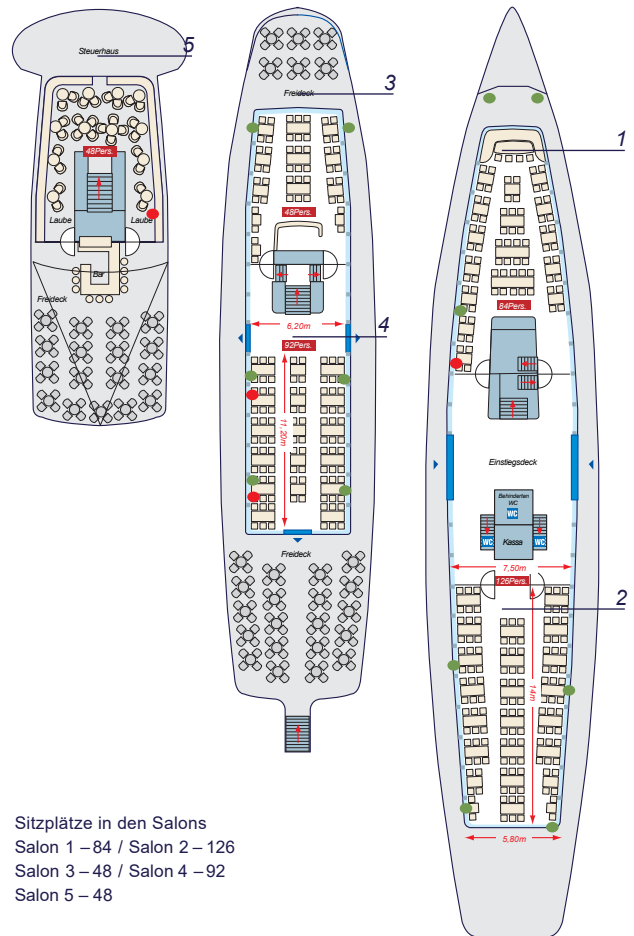 5
Steuerhaus
48Pers.
Laube
Laube
Bar
Freideck
3
Freideck
48Pers.
6,20m
4
92Pers.
11,20m
Freideck
1
84Pers.
Einstiegsdeck
Behinderten
WC
WC
WC
Kassa
WC
7,50m
126Pers.
2
14m
5,80m
Sitzplätze in den Salons
Salon 1 – 84 / Salon 2 – 126
Salon 3 – 48 / Salon 4 – 92
Salon 5 – 48